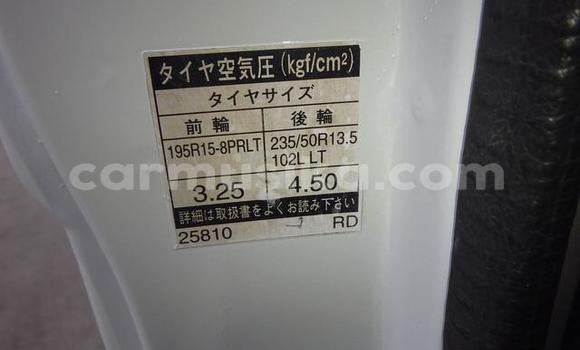 タイヤ空気圧 (kgf/cm²)
タイヤサイズ
前輪 後輪
195R15-8PRLT 235/50R13.5 102L LT
3.25 4.50
詳細は取扱書をよくお読み下さい
25810 RD